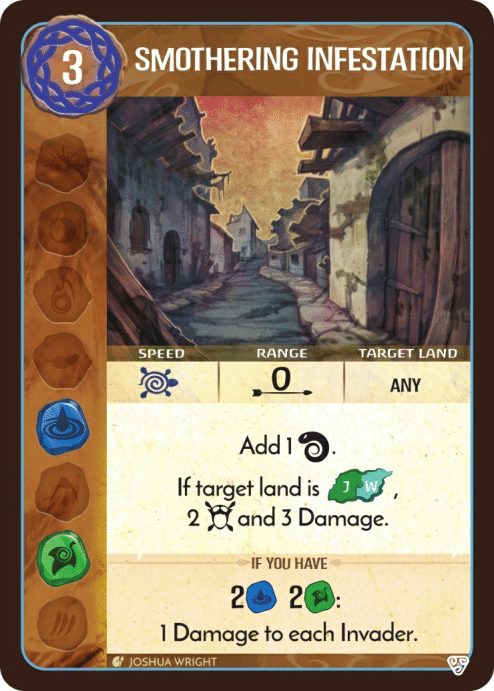 3
SMOTHERING INFESTATION
SPEED RANGE TARGET LAND
0 ANY
Add 1 .
If target land is J W ,
2 and 3 Damage.
IF YOU HAVE
2 2 :
1 Damage to each Invader.
JOSHUA WRIGHT